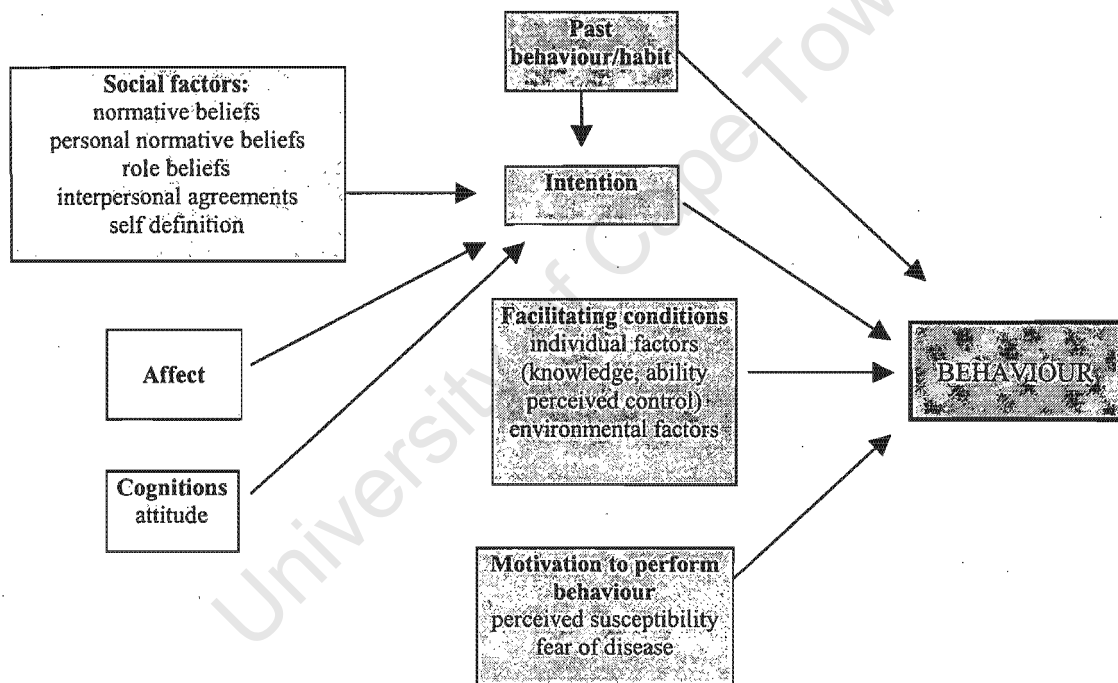 Past
behaviour/habit
Social factors:
normative beliefs
personal normative beliefs
role beliefs
interpersonal agreements
self definition
Intention
Facilitating conditions
individual factors
(knowledge, ability
perceived control)
environmental factors
BEHAVIOUR
Affect
Cognitions
attitude
Motivation to perform
behaviour
perceived susceptibility
fear of disease
University of Cape Tow